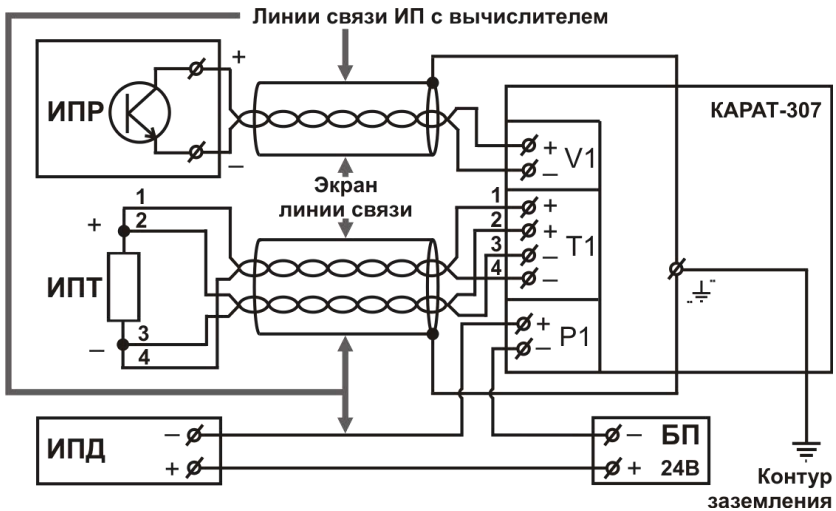 Линии связи ИП с вычислителем
ИПР
+
–
КАРАТ-307
+
–
V1
Экран
линии связи
ИПТ
+
–
1
2
3
4
1
2
3
4
+
+
–
–
T1
+
–
P1
"⏚"
ИПД
–
+
–
+
БП
24В
Контур
заземления